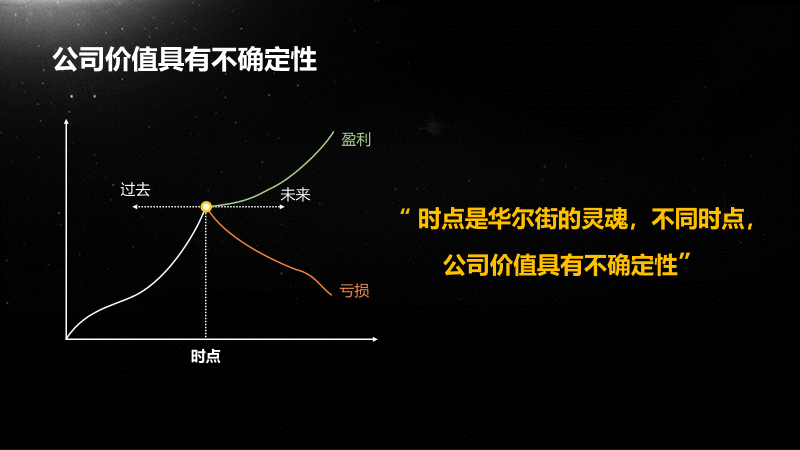 公司价值具有不确定性
盈利
过去
未来
“ 时点是华尔街的灵魂，不同时点，
公司价值具有不确定性”
亏损
时点